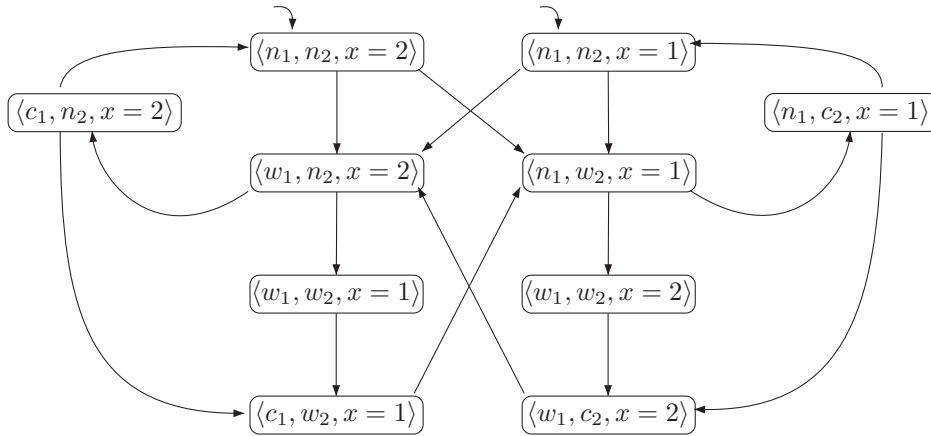 ⟨n₁, n₂, x = 2⟩
⟨n₁, n₂, x = 1⟩
⟨c₁, n₂, x = 2⟩
⟨n₁, c₂, x = 1⟩
⟨w₁, n₂, x = 2⟩
⟨n₁, w₂, x = 1⟩
⟨w₁, w₂, x = 1⟩
⟨w₁, w₂, x = 2⟩
⟨c₁, w₂, x = 1⟩
⟨w₁, c₂, x = 2⟩